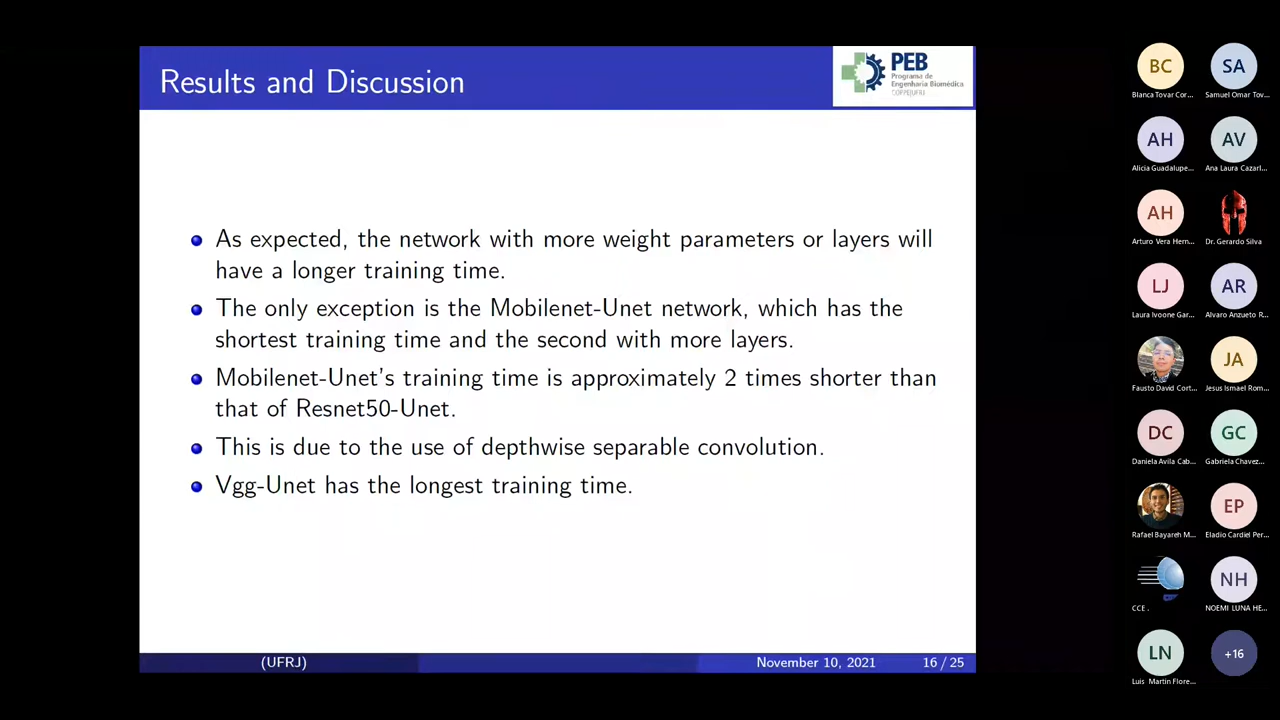 Results and Discussion
PEB
Programa de
Engenharia Biomédica
COPPE/UFRJ
As expected, the network with more weight parameters or layers will
have a longer training time.
The only exception is the Mobilenet-Unet network, which has the
shortest training time and the second with more layers.
Mobilenet-Unet's training time is approximately 2 times shorter than
that of Resnet50-Unet.
This is due to the use of depthwise separable convolution.
Vgg-Unet has the longest training time.
(UFRJ)
November 10, 2021
16 / 25
BC
SA
Blanca Tovar Cor...
Samuel Omar Tov...
AH
AV
Alicia Guadalupe...
Ana Laura Cazarl...
AH
Arturo Vera Hern...
Dr. Gerardo Silva
LJ
AR
Laura Ivoone Gar...
Alvaro Anzueto R...
JA
Fausto David Cort...
Jesus Ismael Rom...
DC
GC
Daniela Avila Cab...
Gabriela Chavez...
EP
Rafael Bayareh M...
Eladio Cardiel Per...
NH
CCE .
NOEMI LUNA HE...
LN
+16
Luis Martin Flore...